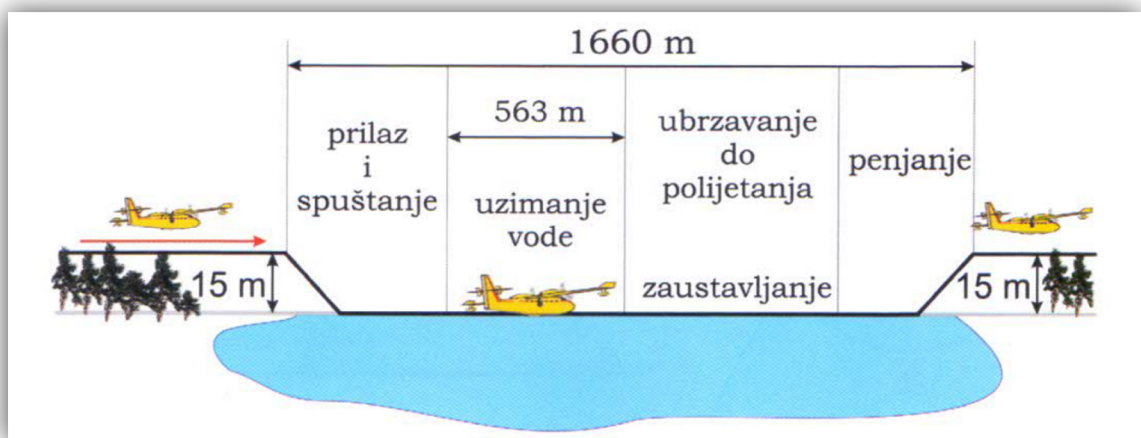 1660 m
563 m
prilaz
i
spuštanje
uzimanje
vode
ubrzavanje
do
polijetanja
zaustavljanje
penjanje
15 m
15 m